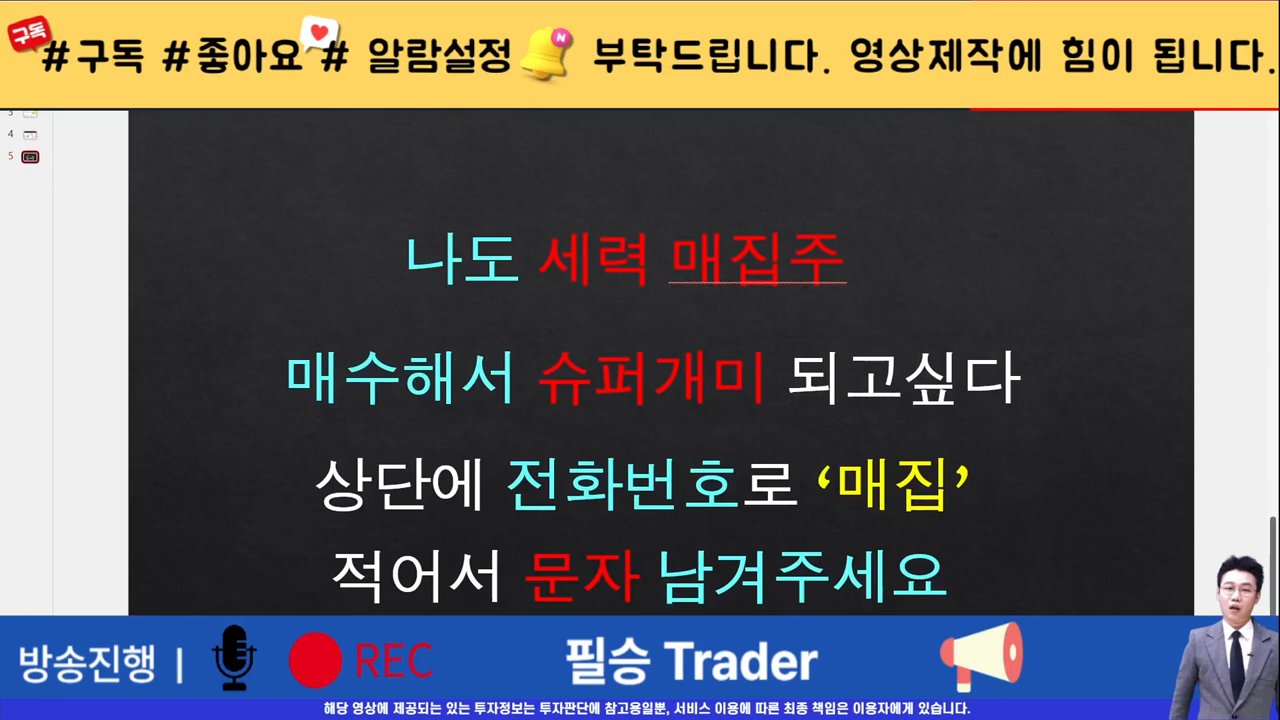 구독 #구독 #좋아요 # 알람설정 N 부탁드립니다. 영상제작에 힘이 됩니다.
3
4
5
나도 세력 매집주
매수해서 슈퍼개미 되고싶다
상단에 전화번호로 ‘매집’
적어서 문자 남겨주세요
방송진행 | REC 필승 Trader
해당 영상에 제공되는 있는 투자정보는 투자판단에 참고용일뿐, 서비스 이용에 따른 최종 책임은 이용자에게 있습니다.